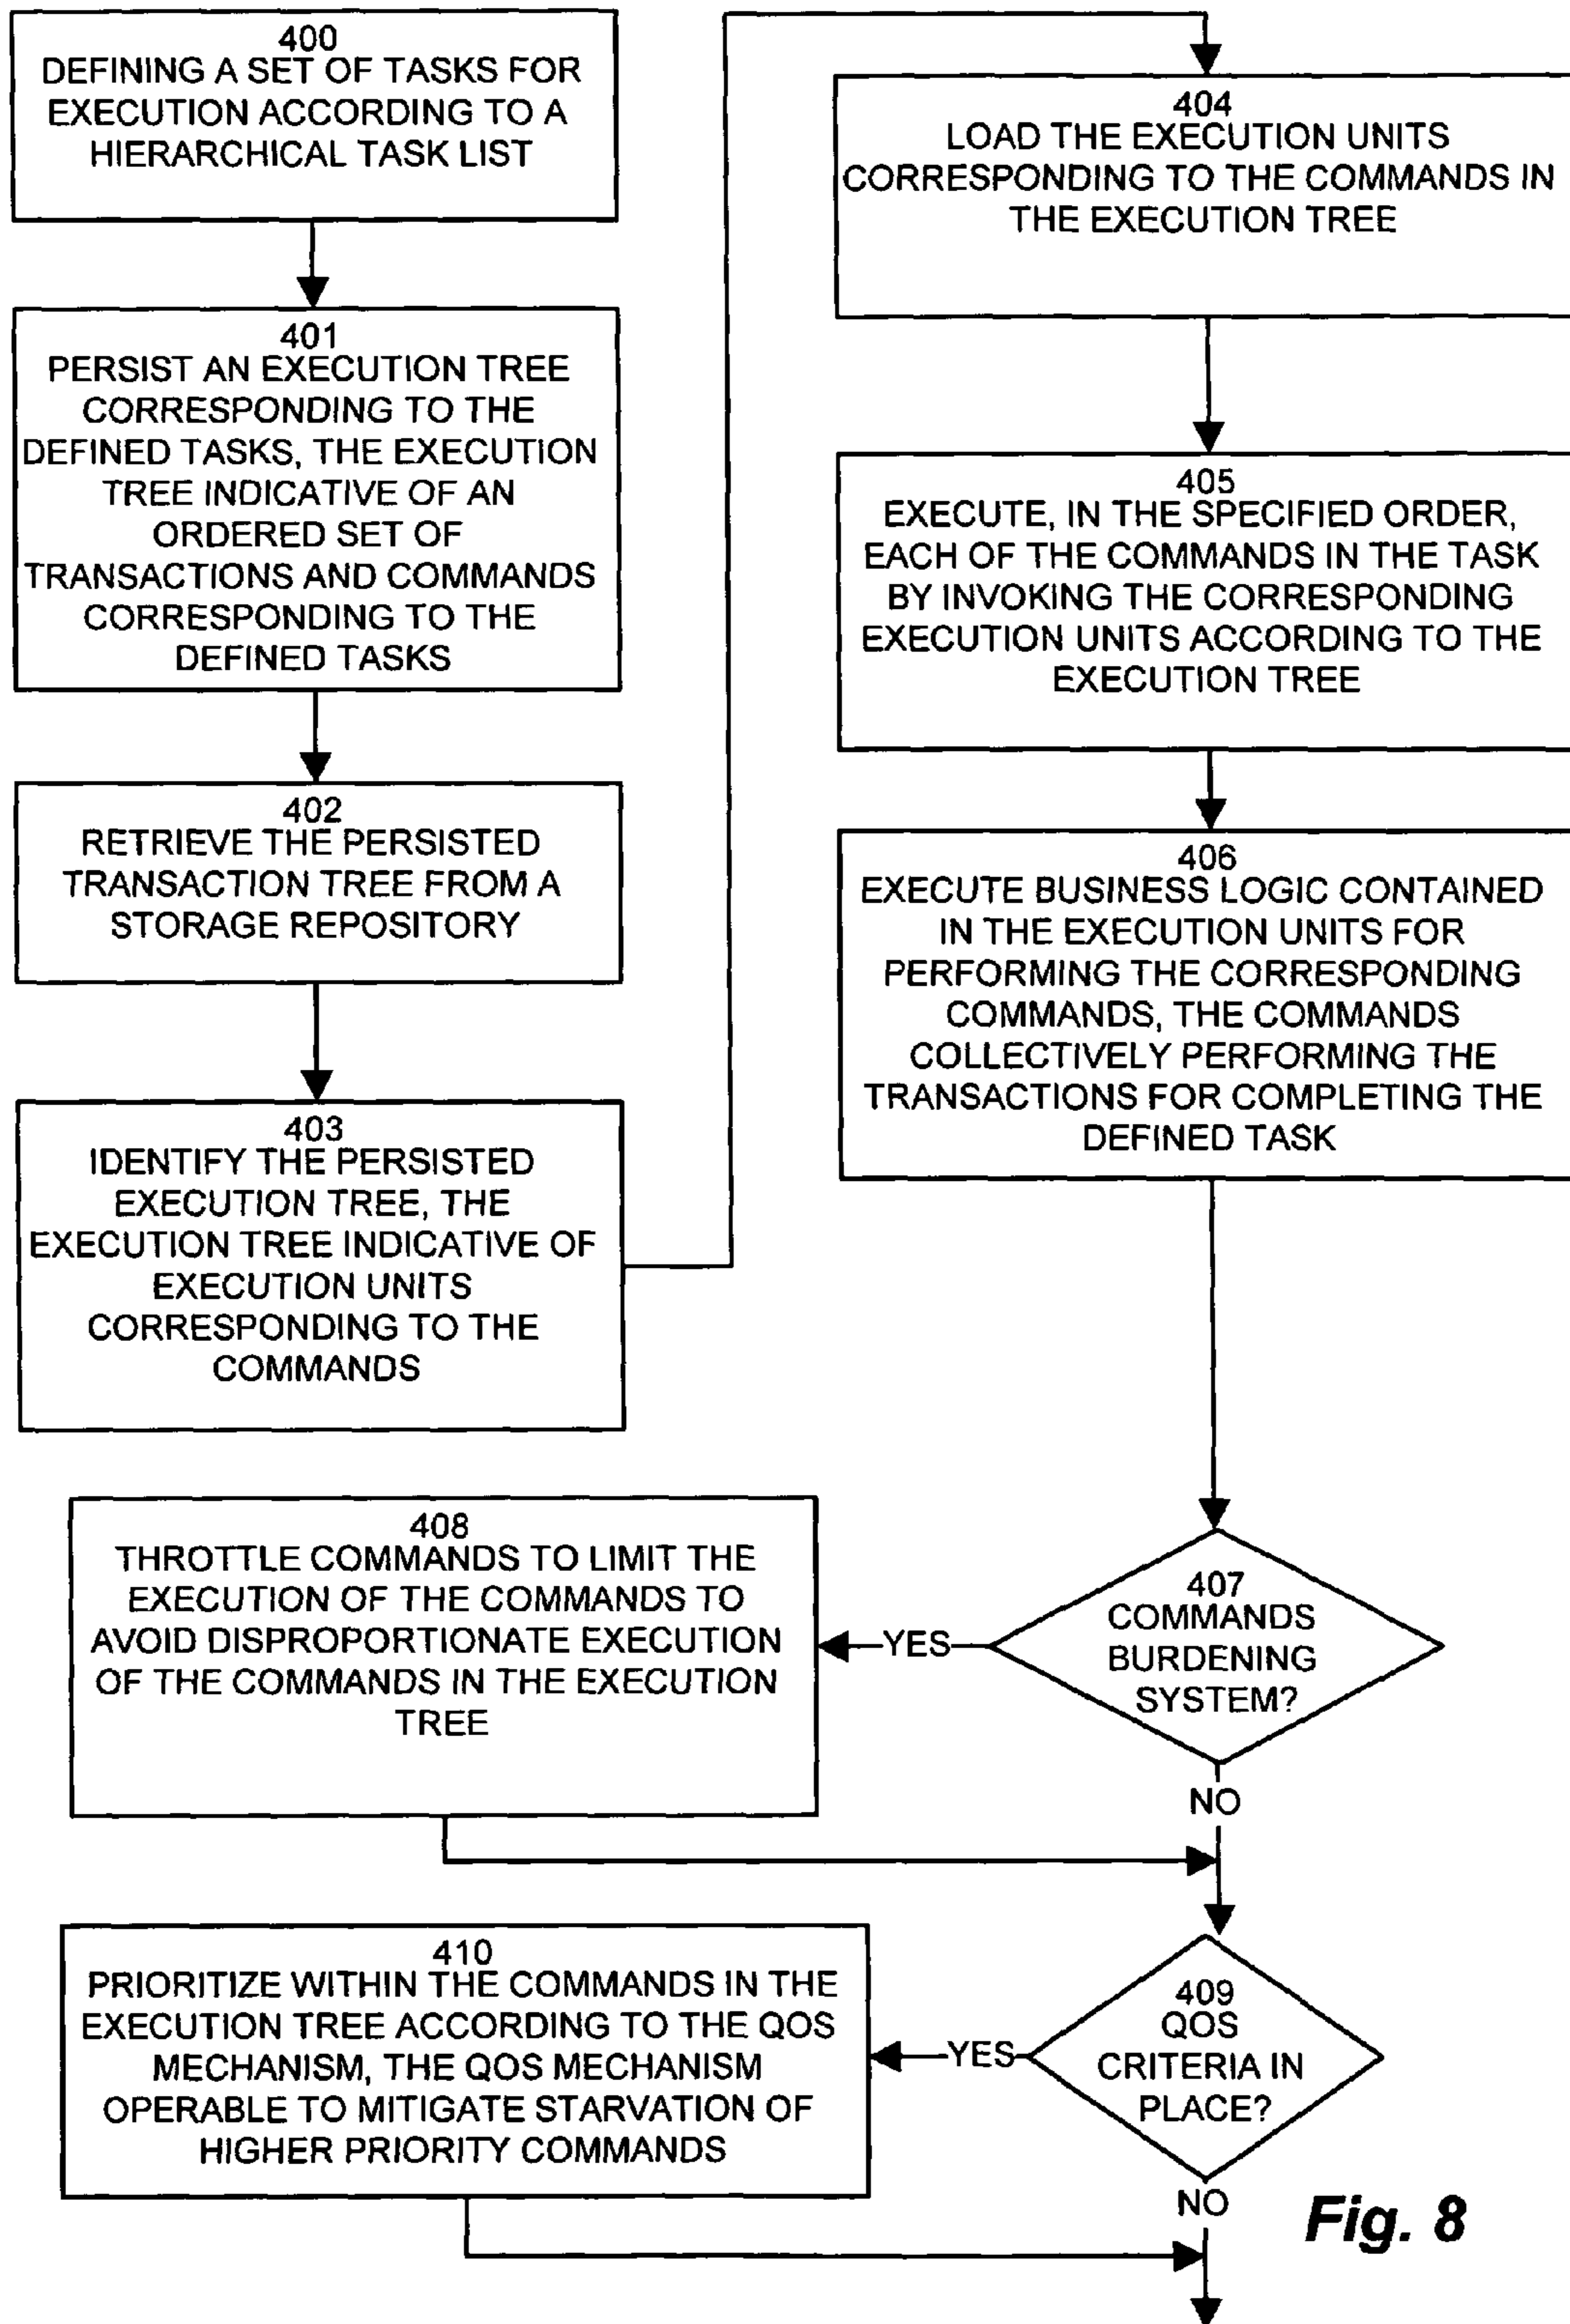 400
DEFINING A SET OF TASKS FOR
EXECUTION ACCORDING TO A
HIERARCHICAL TASK LIST
401
PERSIST AN EXECUTION TREE
CORRESPONDING TO THE
DEFINED TASKS, THE EXECUTION
TREE INDICATIVE OF AN
ORDERED SET OF
TRANSACTIONS AND COMMANDS
CORRESPONDING TO THE
DEFINED TASKS
402
RETRIEVE THE PERSISTED
TRANSACTION TREE FROM A
STORAGE REPOSITORY
403
IDENTIFY THE PERSISTED
EXECUTION TREE, THE
EXECUTION TREE INDICATIVE OF
EXECUTION UNITS
CORRESPONDING TO THE
COMMANDS
404
LOAD THE EXECUTION UNITS
CORRESPONDING TO THE COMMANDS IN
THE EXECUTION TREE
405
EXECUTE, IN THE SPECIFIED ORDER,
EACH OF THE COMMANDS IN THE TASK
BY INVOKING THE CORRESPONDING
EXECUTION UNITS ACCORDING TO THE
EXECUTION TREE
406
EXECUTE BUSINESS LOGIC CONTAINED
IN THE EXECUTION UNITS FOR
PERFORMING THE CORRESPONDING
COMMANDS, THE COMMANDS
COLLECTIVELY PERFORMING THE
TRANSACTIONS FOR COMPLETING THE
DEFINED TASK
407
COMMANDS
BURDENING
SYSTEM?
YES
NO
408
THROTTLE COMMANDS TO LIMIT THE
EXECUTION OF THE COMMANDS TO
AVOID DISPROPORTIONATE EXECUTION
OF THE COMMANDS IN THE EXECUTION
TREE
409
QOS
CRITERIA IN
PLACE?
YES
NO
410
PRIORITIZE WITHIN THE COMMANDS IN THE
EXECUTION TREE ACCORDING TO THE QOS
MECHANISM, THE QOS MECHANISM
OPERABLE TO MITIGATE STARVATION OF
HIGHER PRIORITY COMMANDS
Fig. 8